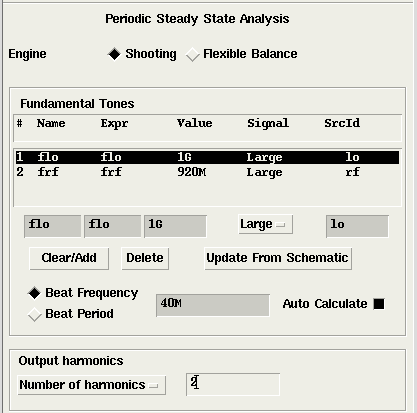 Periodic Steady State Analysis
Engine Shooting Flexible Balance
Fundamental Tones
# Name Expr Value Signal SrcId
1 flo flo 1G Large lo
2 frf frf 920M Large rf
flo flo 1G Large lo
Clear/Add Delete Update From Schematic
Beat Frequency 40M Auto Calculate
Beat Period
Output harmonics
Number of harmonics 2